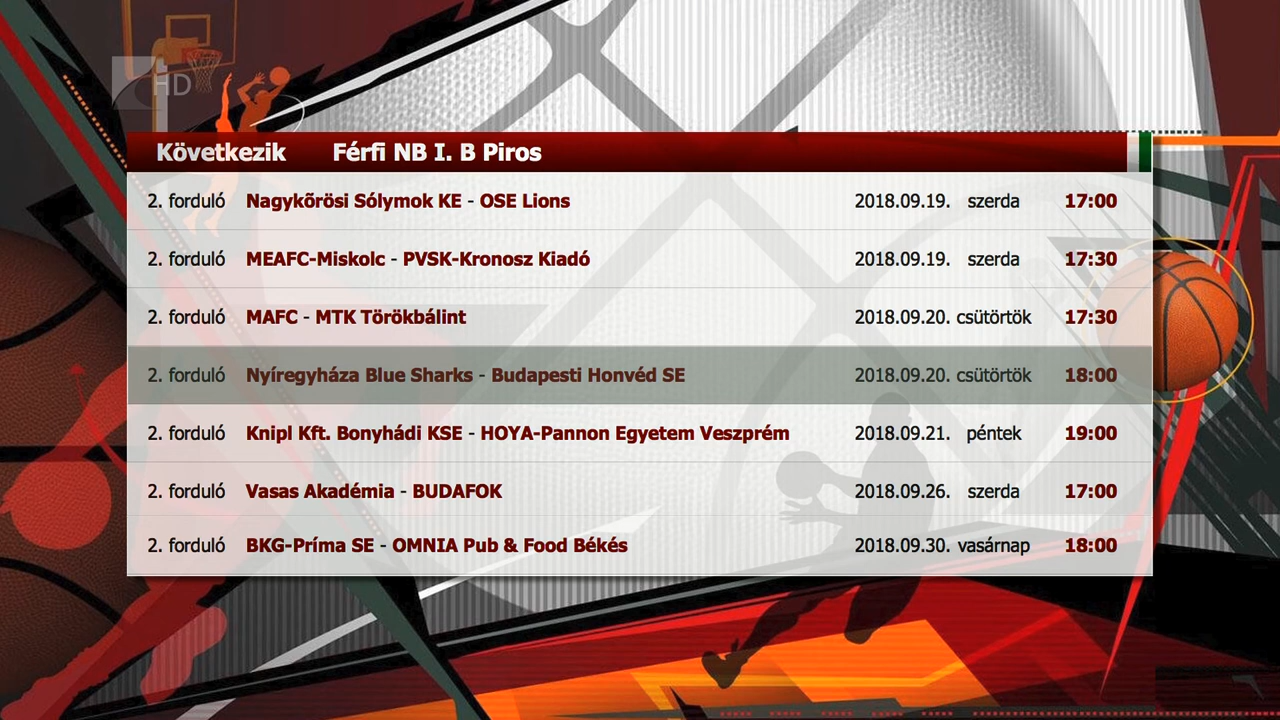 HD
Következik Férfi NB I. B Piros
2. forduló Nagykőrösi Sólymok KE - OSE Lions 2018.09.19. szerda 17:00
2. forduló MEAFC-Miskolc - PVSK-Kronosz Kiadó 2018.09.19. szerda 17:30
2. forduló MAFC - MTK Törökbálint 2018.09.20. csütörtök 17:30
2. forduló Nyíregyháza Blue Sharks - Budapesti Honvéd SE 2018.09.20. csütörtök 18:00
2. forduló Knipl Kft. Bonyhádi KSE - HOYA-Pannon Egyetem Veszprém 2018.09.21. péntek 19:00
2. forduló Vasas Akadémia - BUDAFOK 2018.09.26. szerda 17:00
2. forduló BKG-Príma SE - OMNIA Pub & Food Békés 2018.09.30. vasárnap 18:00